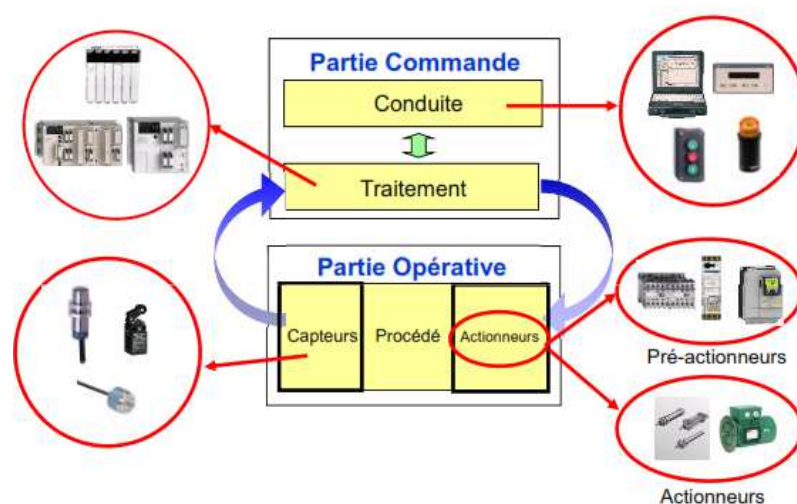 Partie Commande
Conduite
Traitement
Partie Opérative
Capteurs
Procédé
Actionneurs
Pré-actionneurs
Actionneurs